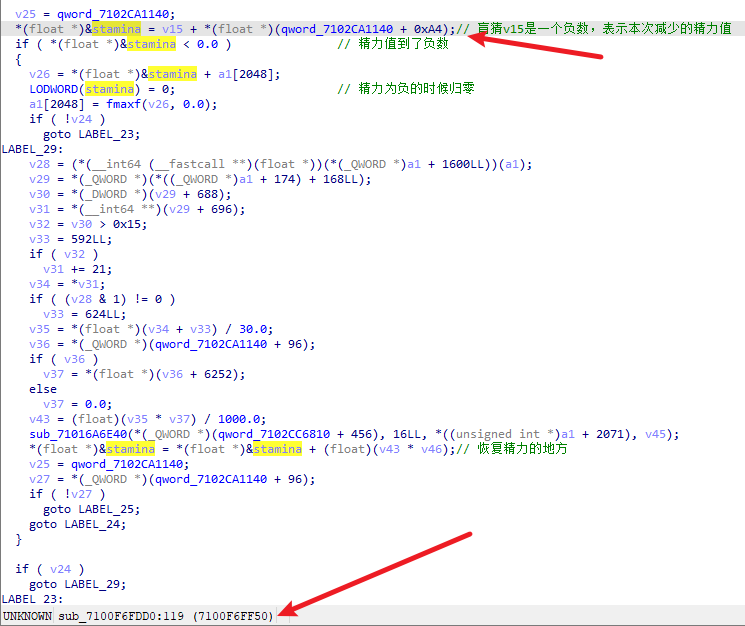 v25 = qword_7102CA1140;
*(float *)&stamina = v15 + *(float *)(qword_7102CA1140 + 0xA4);// 盲猜v15是一个负数，表示本次减少的精力值
if ( *(float *)&stamina < 0.0 ) // 精力值到了负数
{
v26 = *(float *)&stamina + a1[2048];
LODWORD(stamina) = 0; // 精力为负的时候归零
a1[2048] = fmaxf(v26, 0.0);
if ( !v24 )
goto LABEL_23;
LABEL_29:
v28 = (*(__int64 (__fastcall **)(float *))(*(_QWORD *)a1 + 1600LL))(a1);
v29 = *(_QWORD *)(*((_QWORD *)a1 + 174) + 168LL);
v30 = *(_DWORD *)(v29 + 688);
v31 = *(__int64 **)(v29 + 696);
v32 = v30 > 0x15;
v33 = 592LL;
if ( v32 )
v31 += 21;
v34 = *v31;
if ( (v28 & 1) != 0 )
v33 = 624LL;
v35 = *(float *)(v34 + v33) / 30.0;
v36 = *(_QWORD *)(qword_7102CA1140 + 96);
if ( v36 )
v37 = *(float *)(v36 + 6252);
else
v37 = 0.0;
v43 = (float)(v35 * v37) / 1000.0;
sub_71016A6E40(*(_QWORD *)(qword_7102CC6810 + 456), 16LL, *((unsigned int *)a1 + 2071), v45);
*(float *)&stamina = *(float *)&stamina + (float)(v43 * v46);// 恢复精力的地方
v25 = qword_7102CA1140;
v27 = *(_QWORD *)(qword_7102CA1140 + 96);
if ( !v27 )
goto LABEL_25;
goto LABEL_24;
}
if ( v24 )
goto LABEL_29;
LABEL_23:
UNKNOWN sub_7100F6FDD0:119 (7100F6FF50)